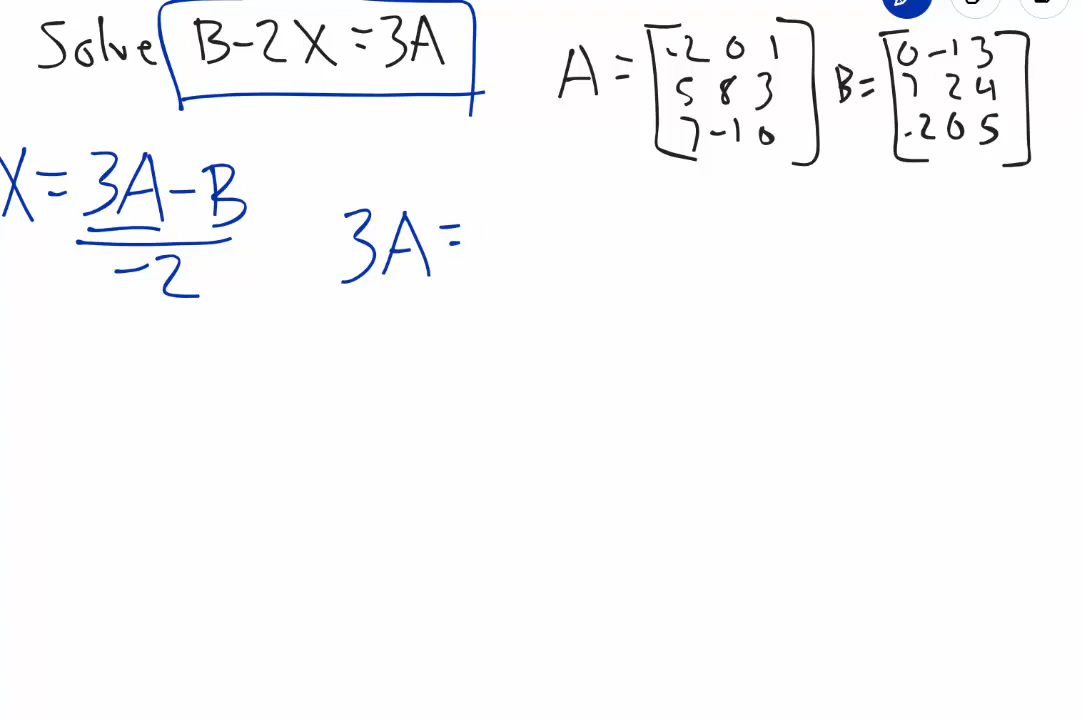 Solve B-2X=3A
A = [-2 0 1
5 8 3
7 -1 0]
B= [0 -1 3
7 2 4
-2 0 5]
X = 3A-B
-2
3A=